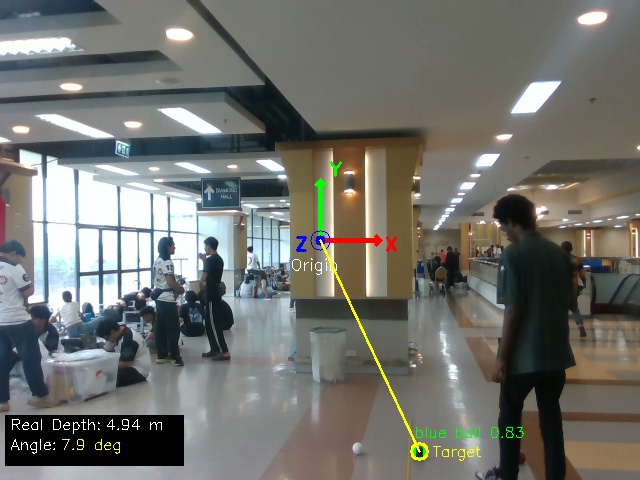 DIAMOND
HALL
Y
Z
X
Origin
blue ball 0.83
Target
Real Depth: 4.94 m
Angle: 7.9 deg